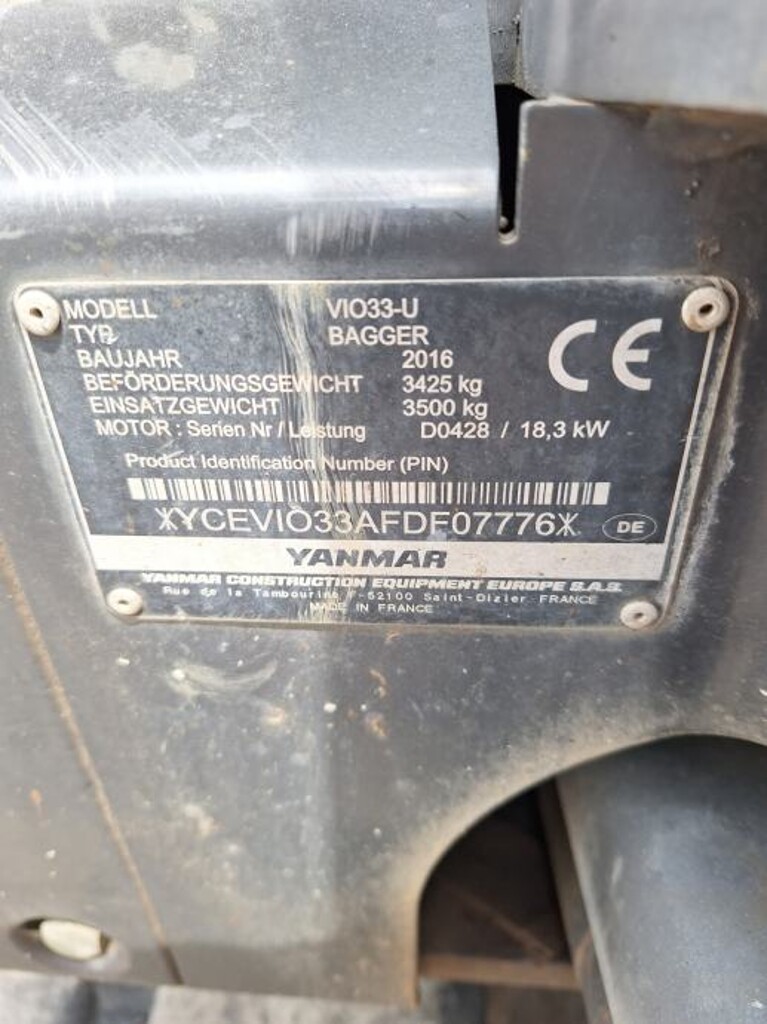 MODELL VIO33-U
TYP BAGGER
BAUJAHR 2016
BEFÖRDERUNGSGEWICHT 3425 kg
EINSATZGEWICHT 3500 kg
MOTOR : Serien Nr / Leistung D0428 / 18,3 kW
CE
Product Identification Number (PIN)
*YCEVIO33AFDF07776*
DE
YANMAR
YANMAR CONSTRUCTION EQUIPMENT EUROPE S.A.S.
Rue de la Tambourine F-52100 Saint-Dizier FRANCE
MADE IN FRANCE